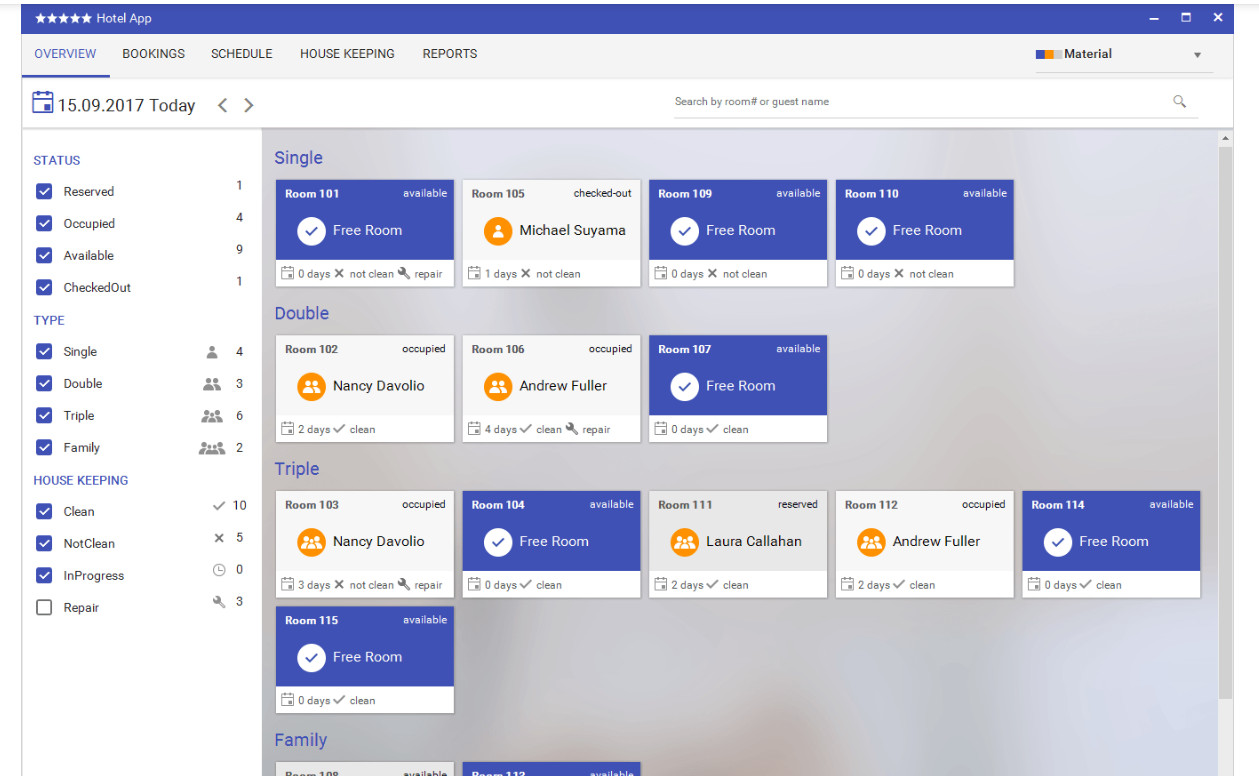 ★★★★★ Hotel App
OVERVIEW BOOKINGS SCHEDULE HOUSE KEEPING REPORTS
Material
15.09.2017 Today
Search by room# or guest name
STATUS
Reserved 1
Occupied 4
Available 9
CheckedOut 1
TYPE
Single 4
Double 3
Triple 6
Family 2
HOUSE KEEPING
Clean 10
NotClean 5
InProgress 0
Repair 3
Single
Room 101 available
Free Room
0 days not clean repair
Room 105 checked-out
Michael Suyama
1 days not clean
Room 109 available
Free Room
0 days not clean
Room 110 available
Free Room
0 days not clean
Double
Room 102 occupied
Nancy Davolio
2 days clean
Room 106 occupied
Andrew Fuller
4 days clean repair
Room 107 available
Free Room
0 days clean
Triple
Room 103 occupied
Nancy Davolio
3 days not clean repair
Room 104 available
Free Room
0 days clean
Room 111 reserved
Laura Callahan
2 days clean
Room 112 occupied
Andrew Fuller
2 days clean
Room 114 available
Free Room
0 days clean
Room 115 available
Free Room
0 days clean
Family
Room 108 available
Room 113 available